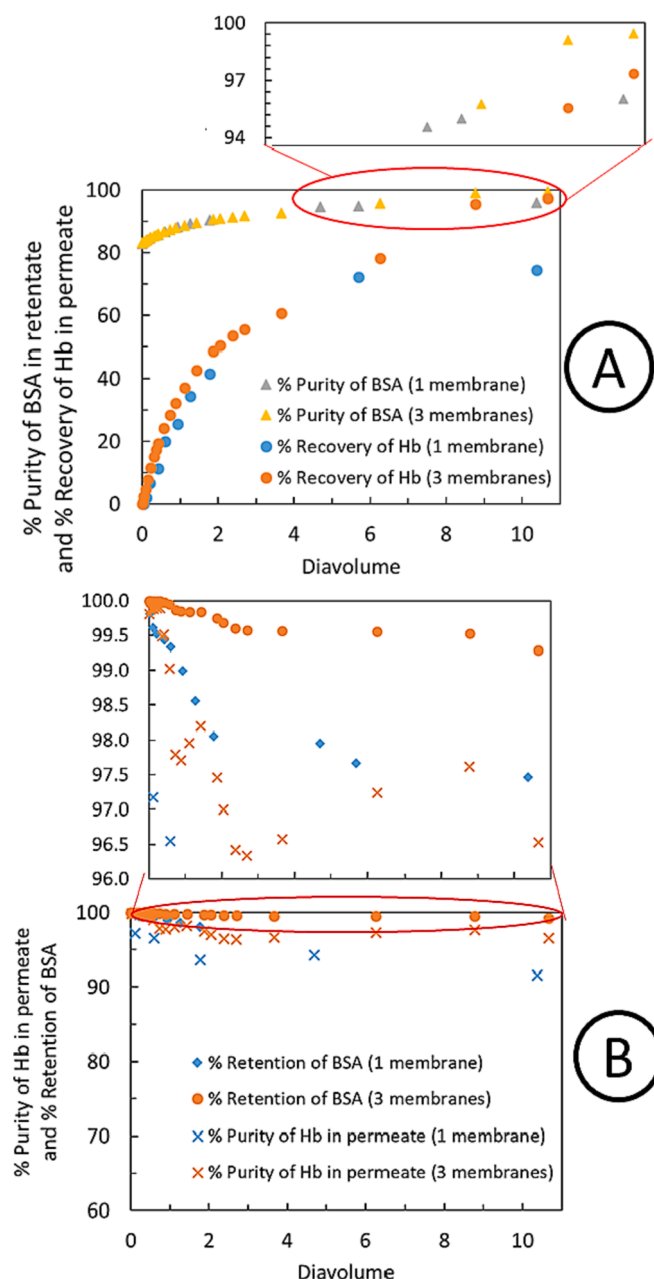 100
97
94
100
80
60
40
20
0
% Purity of BSA in retentate
and % Recovery of Hb in permeate
% Purity of BSA (1 membrane)
% Purity of BSA (3 membranes)
% Recovery of Hb (1 membrane)
% Recovery of Hb (3 membranes)
0 2 4 6 8 10
Diavolume
A
100.0
99.5
99.0
98.5
98.0
97.5
97.0
96.5
96.0
100
90
80
70
60
% Purity of Hb in permeate
and % Retention of BSA
% Retention of BSA (1 membrane)
% Retention of BSA (3 membranes)
% Purity of Hb in permeate (1 membrane)
% Purity of Hb in permeate (3 membranes)
0 2 4 6 8 10
Diavolume
B